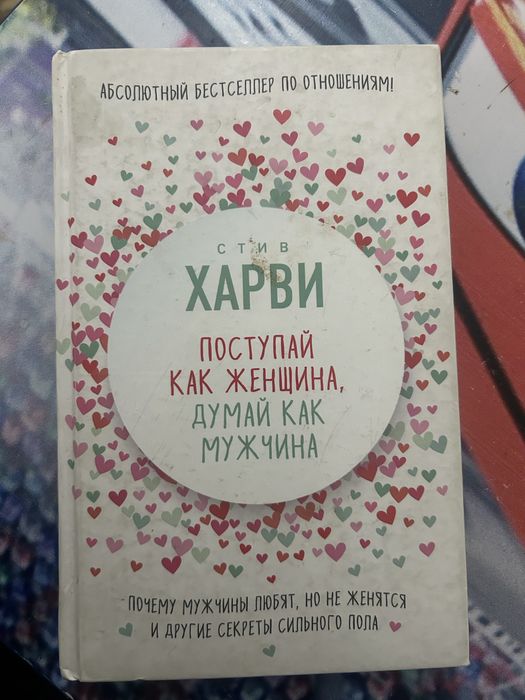 АБСОЛЮТНЫЙ БЕСТСЕЛЛЕР ПО ОТНОШЕНИЯМ!
СТИВ
ХАРВИ
ПОСТУПАЙ
КАК ЖЕНЩИНА,
ДУМАЙ КАК
МУЖЧИНА
ПОЧЕМУ МУЖЧИНЫ ЛЮБЯТ, НО НЕ ЖЕНЯТСЯ
И ДРУГИЕ СЕКРЕТЫ СИЛЬНОГО ПОЛА